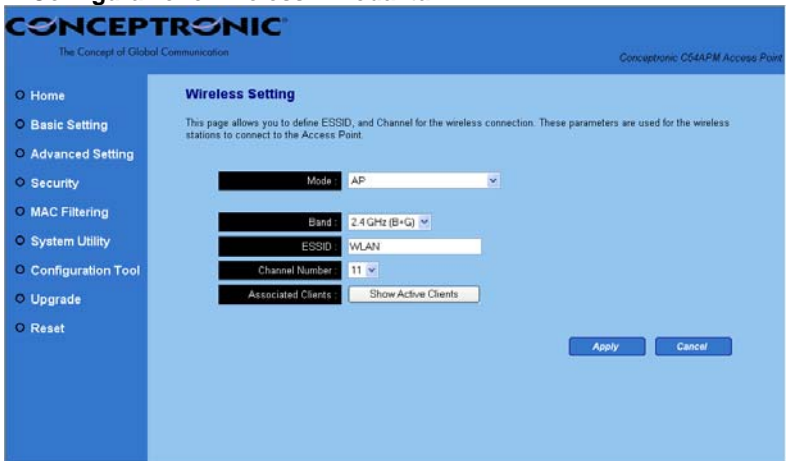 CONCEPTRONIC
The Concept of Global Communication
Conceptronic C54APM Access Point
Home
Basic Setting
Advanced Setting
Security
MAC Filtering
System Utility
Configuration Tool
Upgrade
Reset
Wireless Setting
This page allows you to define ESSID, and Channel for the wireless connection. These parameters are used for the wireless
stations to connect to the Access Point.
Mode : AP
Band : 2.4 GHz (B+G)
ESSID : WLAN
Channel Number : 11
Associated Clients : Show Active Clients
Apply Cancel